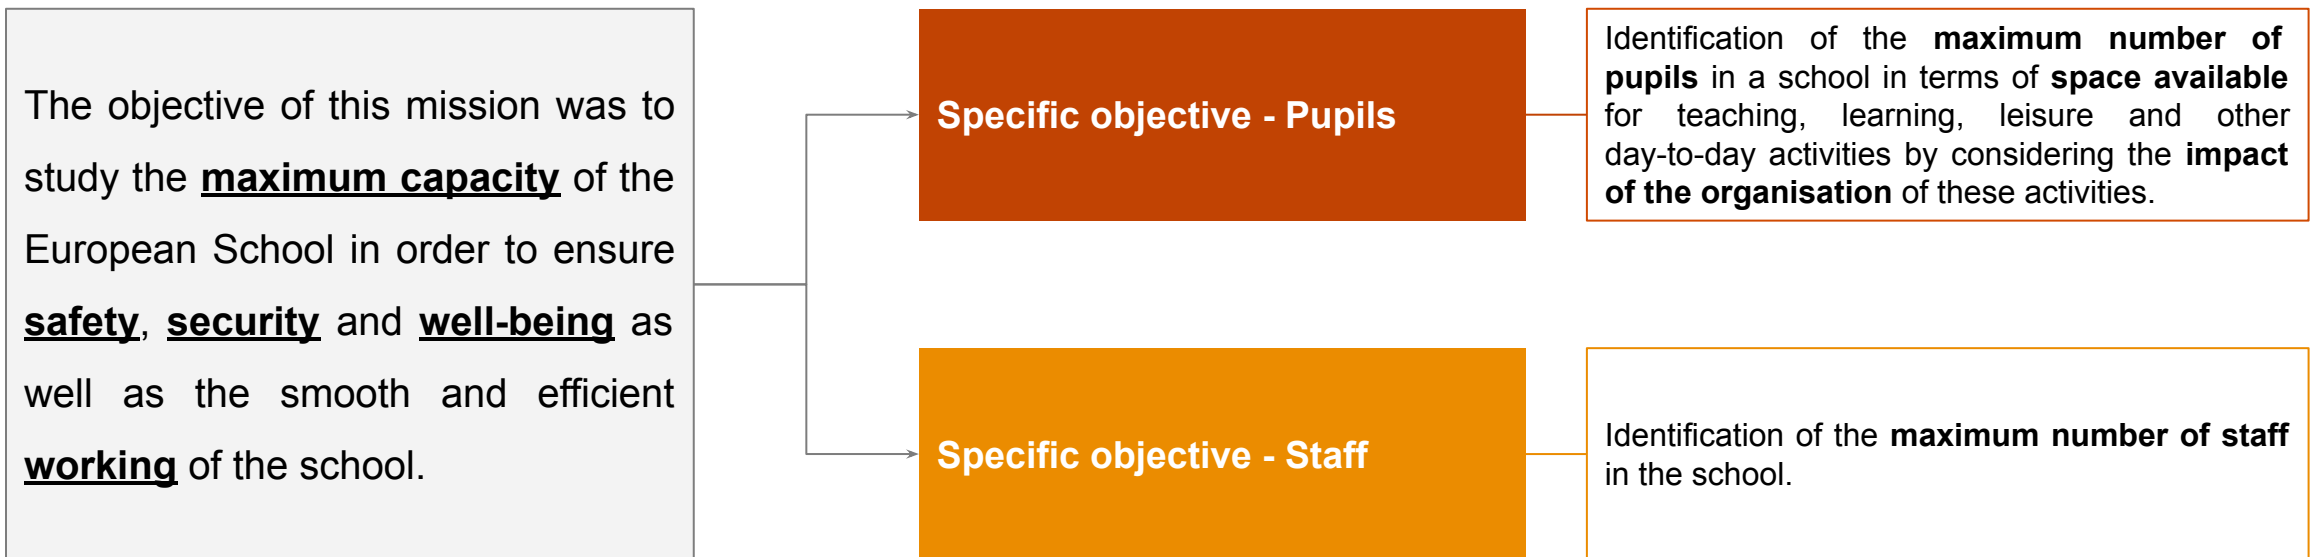 The objective of this mission was to
study the maximum capacity of the
European School in order to ensure
safety, security and well-being as
well as the smooth and efficient
working of the school.
Specific objective - Pupils
Identification of the maximum number of
pupils in a school in terms of space available
for teaching, learning, leisure and other
day-to-day activities by considering the impact
of the organisation of these activities.
Specific objective - Staff
Identification of the maximum number of staff
in the school.